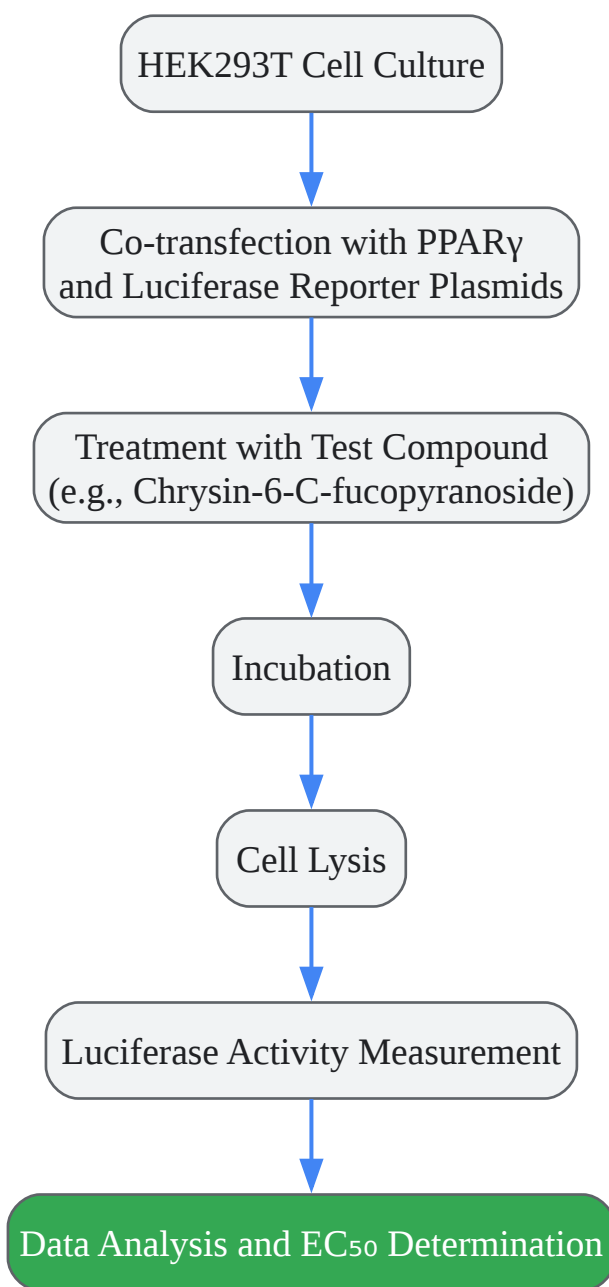 HEK293T Cell Culture
Co-transfection with PPARγ
and Luciferase Reporter Plasmids
Treatment with Test Compound
(e.g., Chrysin-6-C-fucopyranoside)
Incubation
Cell Lysis
Luciferase Activity Measurement
Data Analysis and EC₅₀ Determination